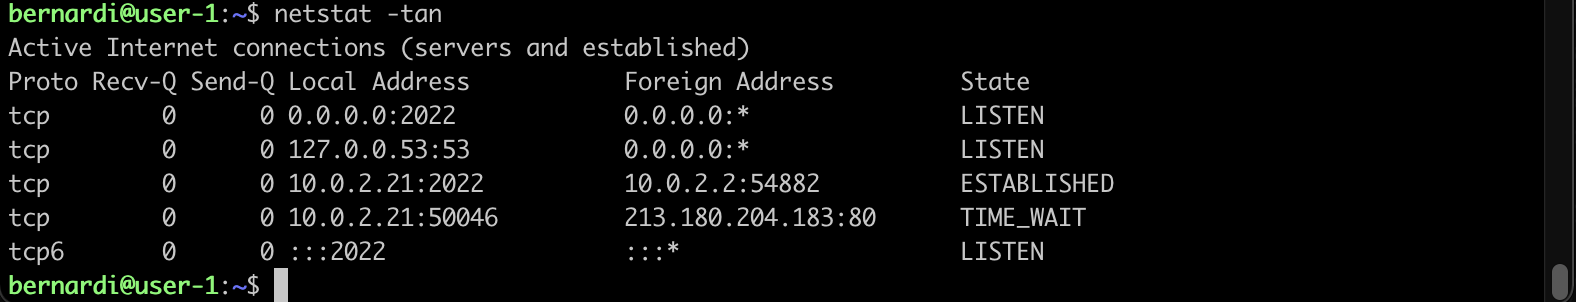 bernardi@user-1:~$ netstat -tan
Active Internet connections (servers and established)
Proto Recv-Q Send-Q Local Address           Foreign Address         State
tcp        0      0 0.0.0.0:2022            0.0.0.0:*               LISTEN
tcp        0      0 127.0.0.53:53           0.0.0.0:*               LISTEN
tcp        0      0 10.0.2.21:2022          10.0.2.2:54882          ESTABLISHED
tcp        0      0 10.0.2.21:50046         213.180.204.183:80      TIME_WAIT
tcp6       0      0 :::2022                 :::*                    LISTEN
bernardi@user-1:~$